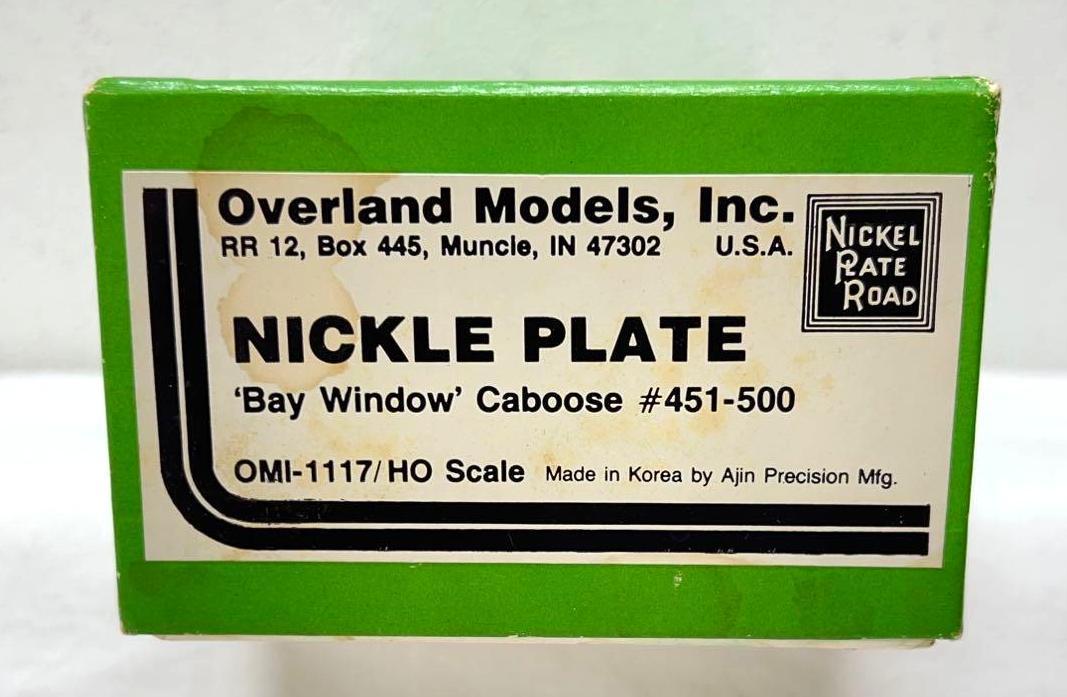 Overland Models, Inc.
RR 12, Box 445, Muncie, IN 47302 U.S.A.
NICKEL
PLATE
ROAD
NICKLE PLATE
‘Bay Window’ Caboose #451-500
OMI-1117/HO Scale Made in Korea by Ajin Precision Mfg.